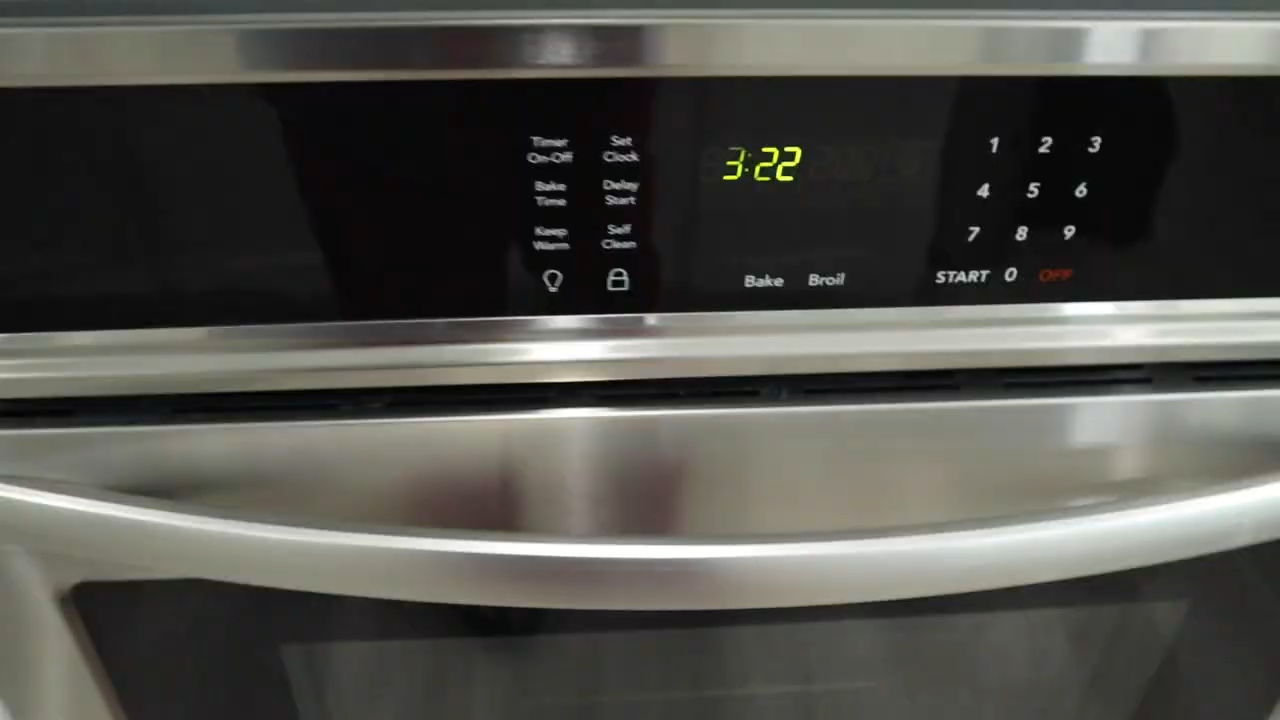 Timer On-Off
Set Clock
Bake Time
Delay Start
Keep Warm
Self Clean
3:22
Bake Broil
1 2 3
4 5 6
7 8 9
START 0 OFF